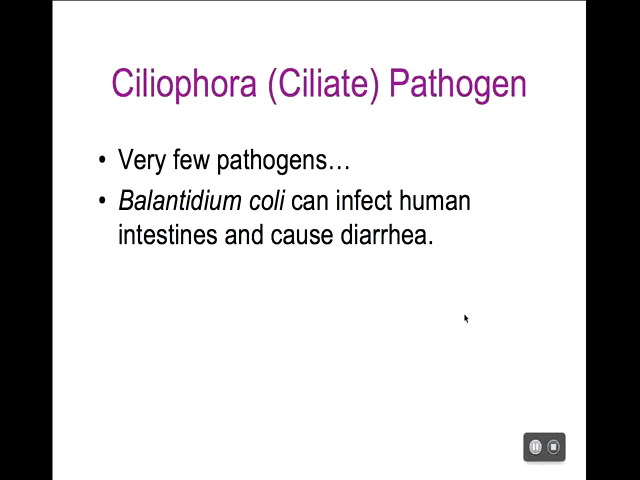 Ciliophora (Ciliate) Pathogen
• Very few pathogens…
• Balantidium coli can infect human
intestines and cause diarrhea.